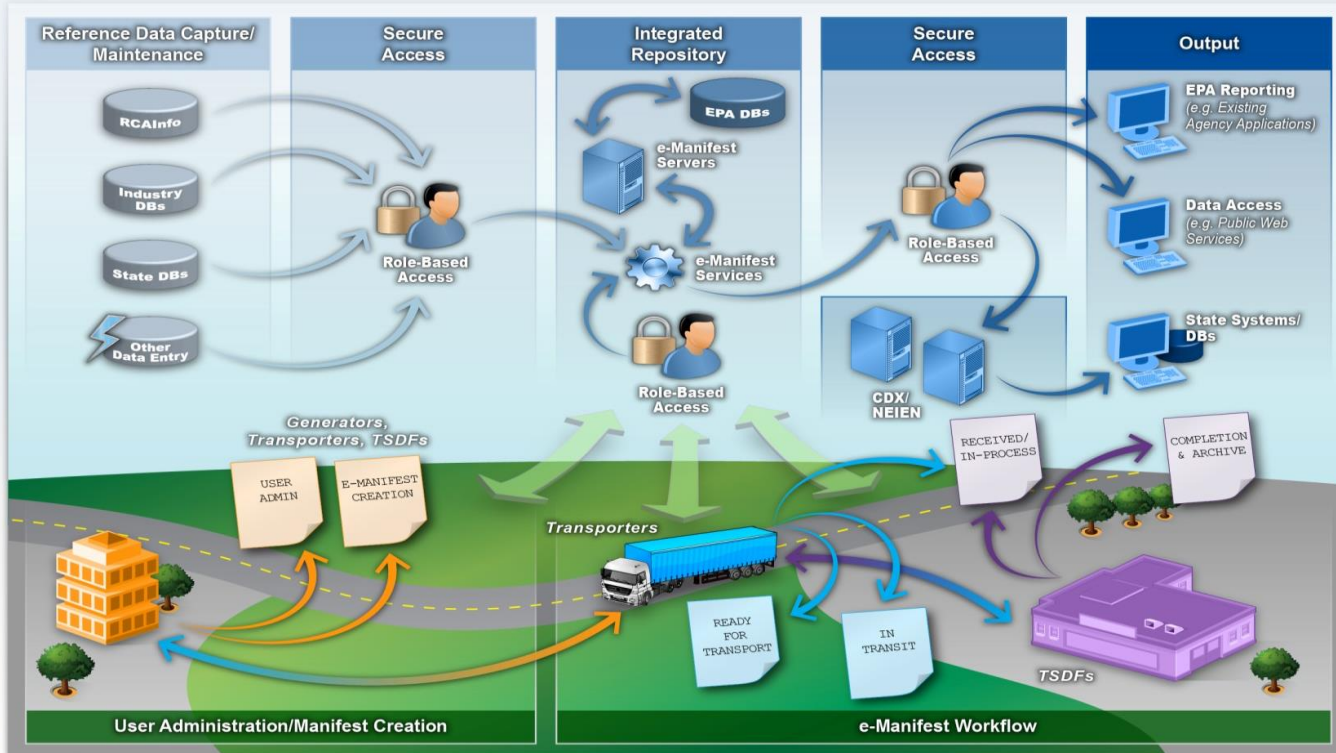 Reference Data Capture/
Maintenance
Secure
Access
Integrated
Repository
Secure
Access
Output
RCAInfo
Industry
DBs
State DBs
Other
Data Entry
Role-Based
Access
EPA DBs
e-Manifest
Servers
e-Manifest
Services
Role-Based
Access
Role-Based
Access
CDX/
NEIEN
EPA Reporting
(e.g. Existing
Agency Applications)
Data Access
(e.g. Public Web
Services)
State Systems/
DBs
Generators,
Transporters, TSDFs
USER
ADMIN
E-MANIFEST
CREATION
Transporters
READY
FOR
TRANSPORT
IN
TRANSIT
RECEIVED/
IN-PROCESS
COMPLETION
& ARCHIVE
TSDFs
User Administration/Manifest Creation
e-Manifest Workflow